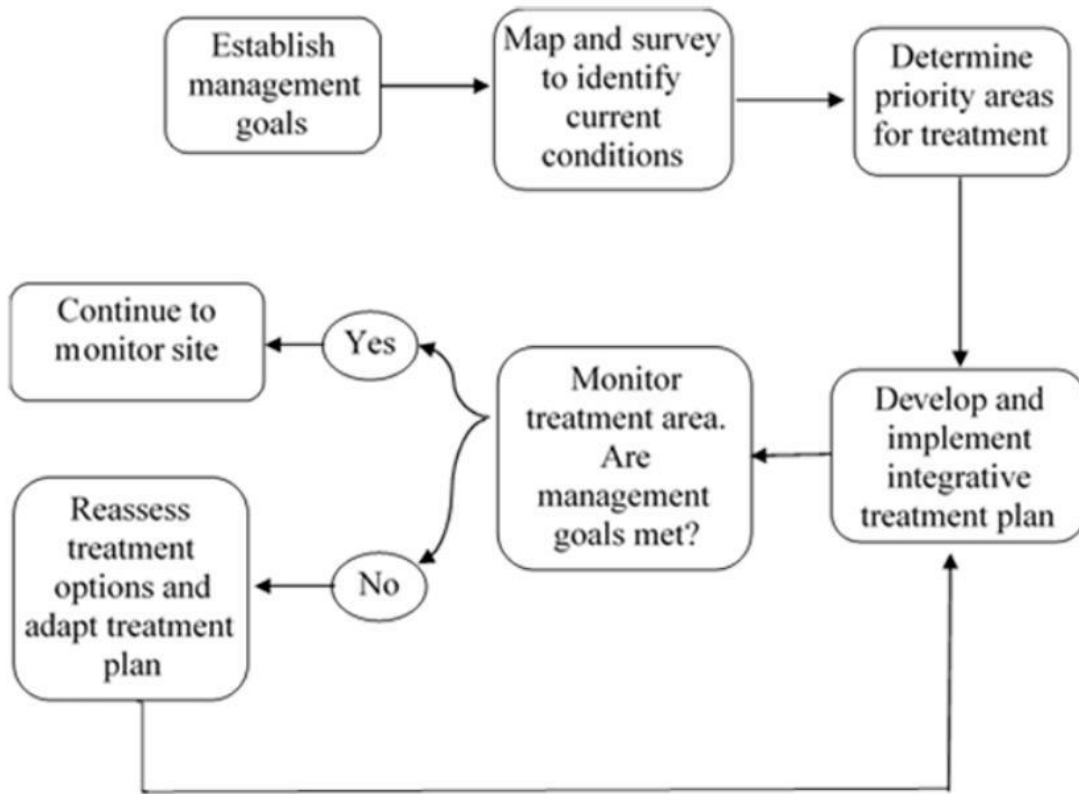 Establish
management
goals
Map and survey
to identify
current
conditions
Determine
priority areas
for treatment
Develop and
implement
integrative
treatment plan
Monitor
treatment area.
Are
management
goals met?
Yes
Continue to
monitor site
No
Reassess
treatment
options and
adapt treatment
plan